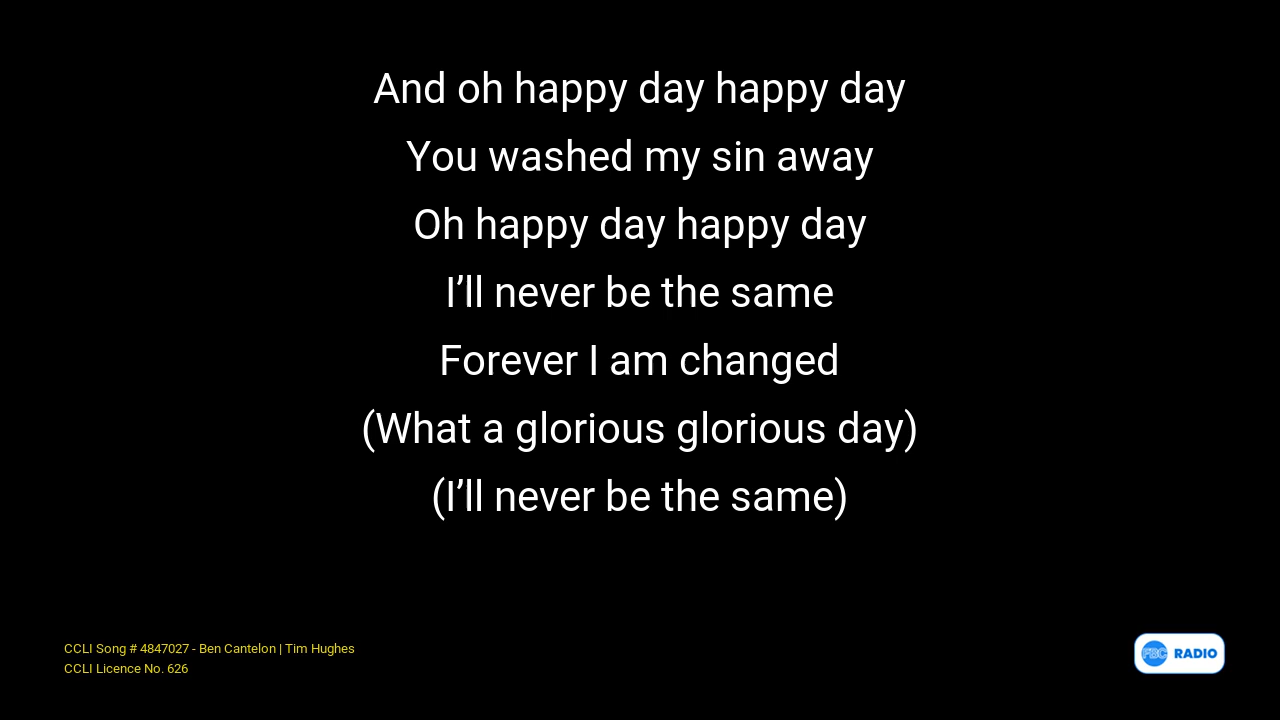 And oh happy day happy day
You washed my sin away
Oh happy day happy day
I’ll never be the same
Forever I am changed
(What a glorious glorious day)
(I’ll never be the same)
CCLI Song # 4847027 - Ben Cantelon | Tim Hughes
CCLI Licence No. 626
FBC RADIO